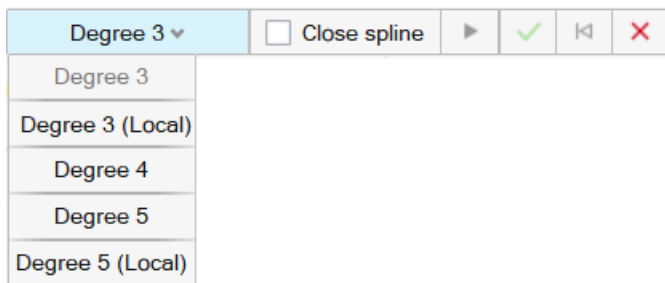 Degree 3 Close spline
Degree 3
Degree 3 (Local)
Degree 4
Degree 5
Degree 5 (Local)